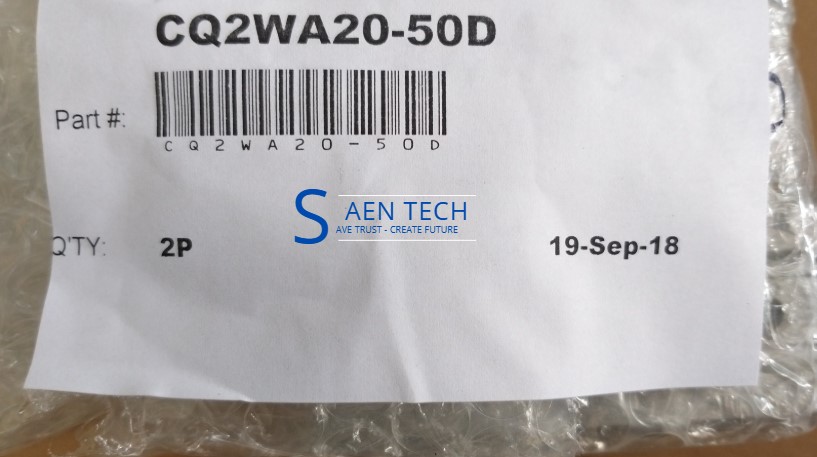 CQ2WA20-50D
Part #:
CQ2WA20-50D
SAEN TECH
SAVE TRUST - CREATE FUTURE
Q'TY: 2P 19-Sep-18